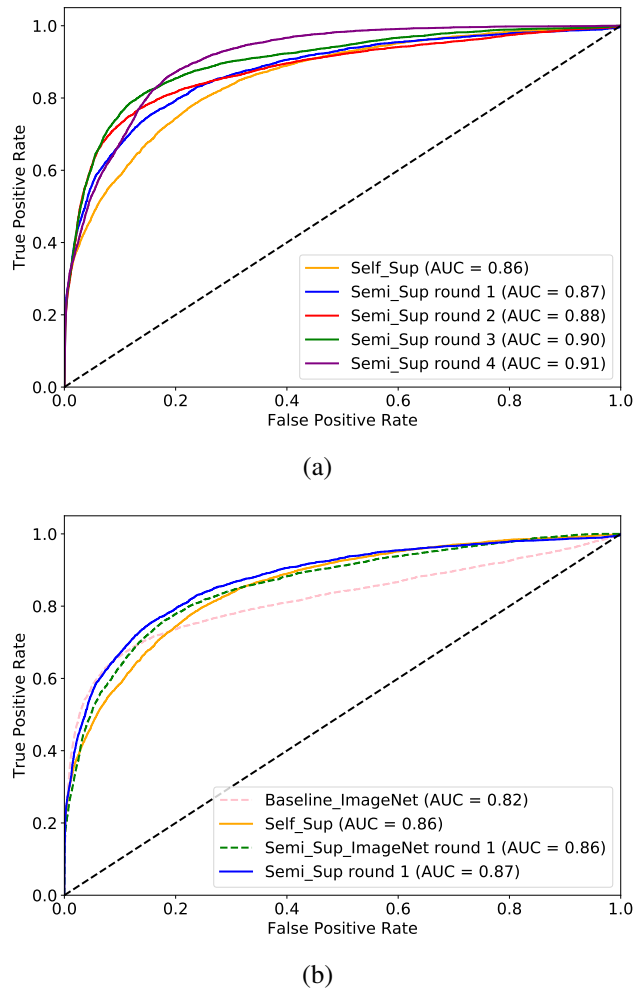 1.0
0.8
0.6
0.4
0.2
0.0
True Positive Rate
Self_Sup (AUC = 0.86)
Semi_Sup round 1 (AUC = 0.87)
Semi_Sup round 2 (AUC = 0.88)
Semi_Sup round 3 (AUC = 0.90)
Semi_Sup round 4 (AUC = 0.91)
0.0 0.2 0.4 0.6 0.8 1.0
False Positive Rate
(a)
1.0
0.8
0.6
0.4
0.2
0.0
True Positive Rate
Baseline_ImageNet (AUC = 0.82)
Self_Sup (AUC = 0.86)
Semi_Sup_ImageNet round 1 (AUC = 0.86)
Semi_Sup round 1 (AUC = 0.87)
0.0 0.2 0.4 0.6 0.8 1.0
False Positive Rate
(b)